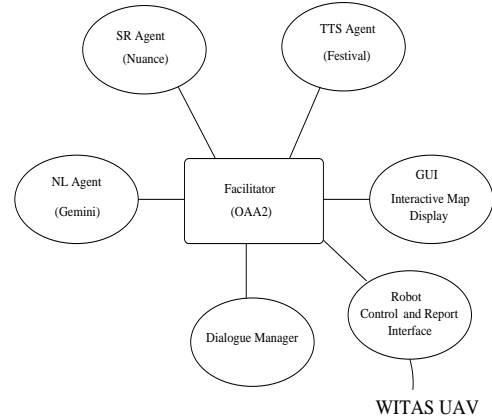 SR Agent
(Nuance)
TTS Agent
(Festival)
NL Agent
(Gemini)
Facilitator
(OAA2)
GUI
Interactive Map
Display
Dialogue Manager
Robot
Control and Report
Interface
WITAS UAV